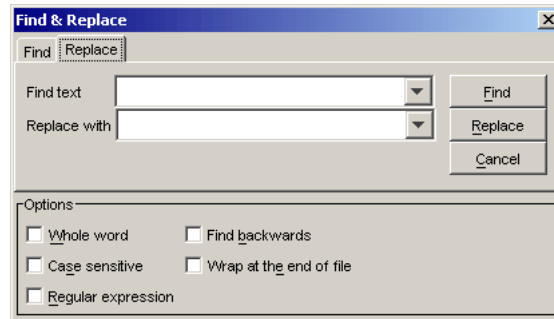 Find & Replace
Find Replace
Find text
Find
Replace with
Replace
Cancel
Options
Whole word
Find backwards
Case sensitive
Wrap at the end of file
Regular expression